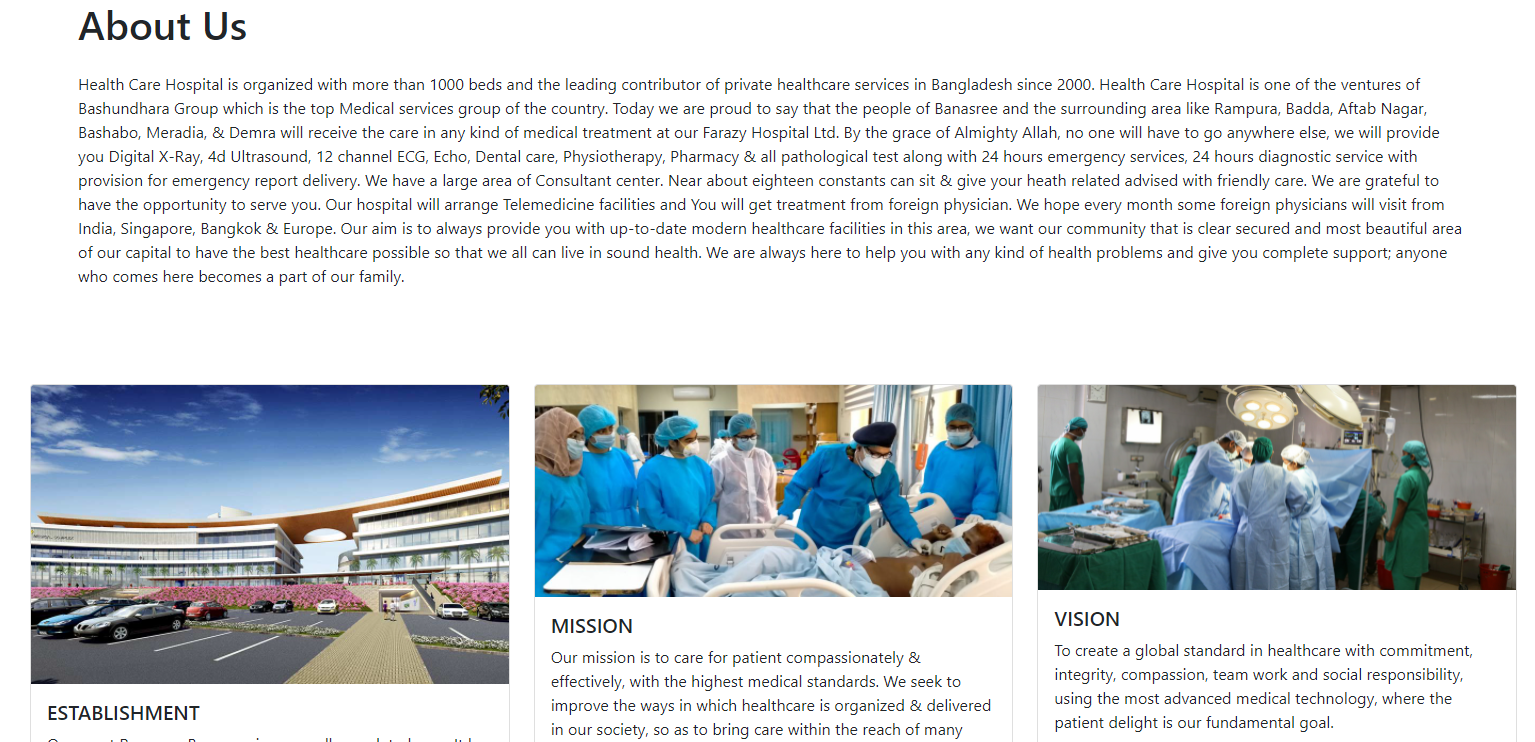 About Us
Health Care Hospital is organized with more than 1000 beds and the leading contributor of private healthcare services in Bangladesh since 2000. Health Care Hospital is one of the ventures of
Bashundhara Group which is the top Medical services group of the country. Today we are proud to say that the people of Banasree and the surrounding area like Rampura, Badda, Aftab Nagar,
Bashabo, Meradia, & Demra will receive the care in any kind of medical treatment at our Farazy Hospital Ltd. By the grace of Almighty Allah, no one will have to go anywhere else, we will provide
you Digital X-Ray, 4d Ultrasound, 12 channel ECG, Echo, Dental care, Physiotherapy, Pharmacy & all pathological test along with 24 hours emergency services, 24 hours diagnostic service with
provision for emergency report delivery. We have a large area of Consultant center. Near about eighteen constants can sit & give your heath related advised with friendly care. We are grateful to
have the opportunity to serve you. Our hospital will arrange Telemedicine facilities and You will get treatment from foreign physician. We hope every month some foreign physicians will visit from
India, Singapore, Bangkok & Europe. Our aim is to always provide you with up-to-date modern healthcare facilities in this area, we want our community that is clear secured and most beautiful area
of our capital to have the best healthcare possible so that we all can live in sound health. We are always here to help you with any kind of health problems and give you complete support; anyone
who comes here becomes a part of our family.
ESTABLISHMENT
MISSION
Our mission is to care for patient compassionately &
effectively, with the highest medical standards. We seek to
improve the ways in which healthcare is organized & delivered
in our society, so as to bring care within the reach of many
VISION
To create a global standard in healthcare with commitment,
integrity, compassion, team work and social responsibility,
using the most advanced medical technology, where the
patient delight is our fundamental goal.